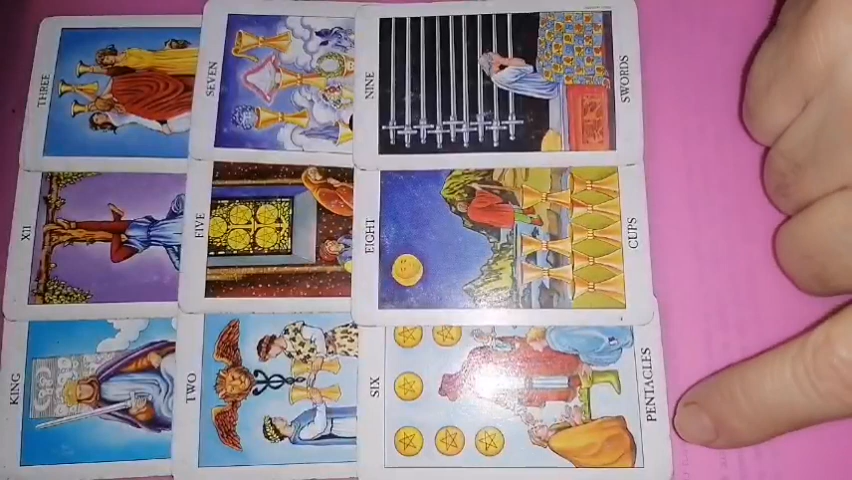 THREE
SEVEN
NINE
SWORDS
XII
FIVE
EIGHT
CUPS
KING
TWO
SIX
PENTACLES